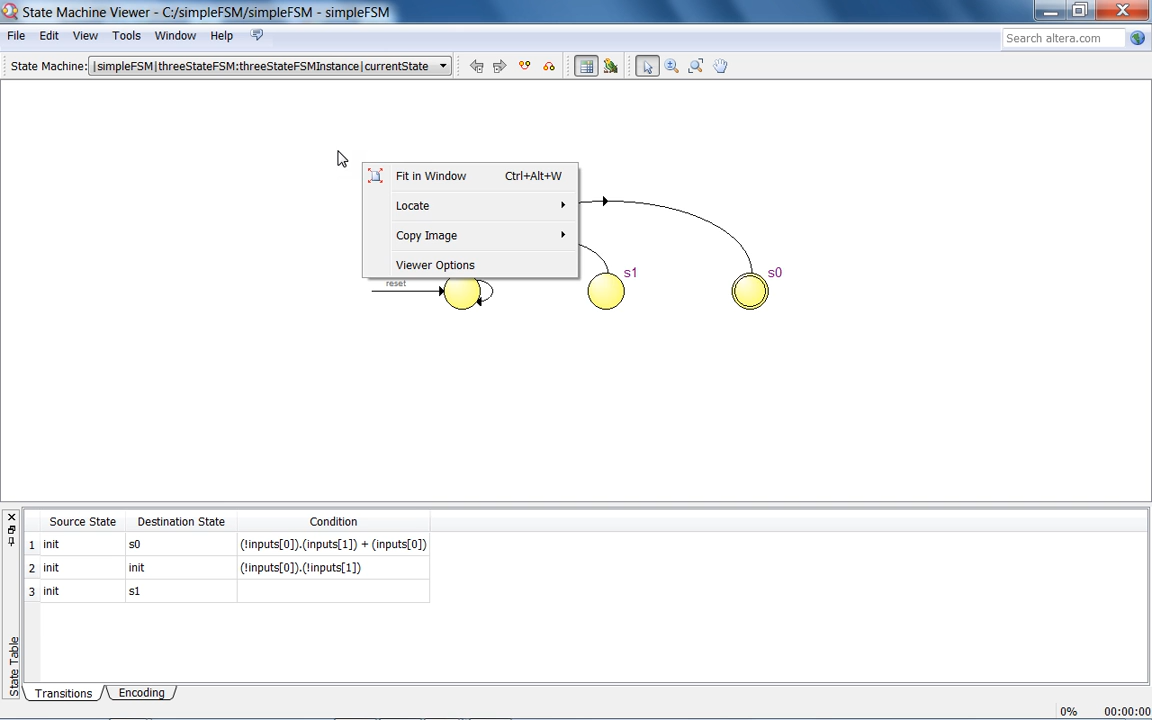 State Machine Viewer - C:/simpleFSM/simpleFSM - simpleFSM
File Edit View Tools Window Help
Search altera.com
State Machine: |simpleFSM|threeStateFSM:threeStateFSMInstance|currentState
Fit in Window Ctrl+Alt+W
Locate
Copy Image
Viewer Options
reset
s1
s0
Source State Destination State Condition
1 init s0 (!inputs[0]).(inputs[1]) + (inputs[0])
2 init init (!inputs[0]).(!inputs[1])
3 init s1
State Table
Transitions Encoding
0% 00:00:00